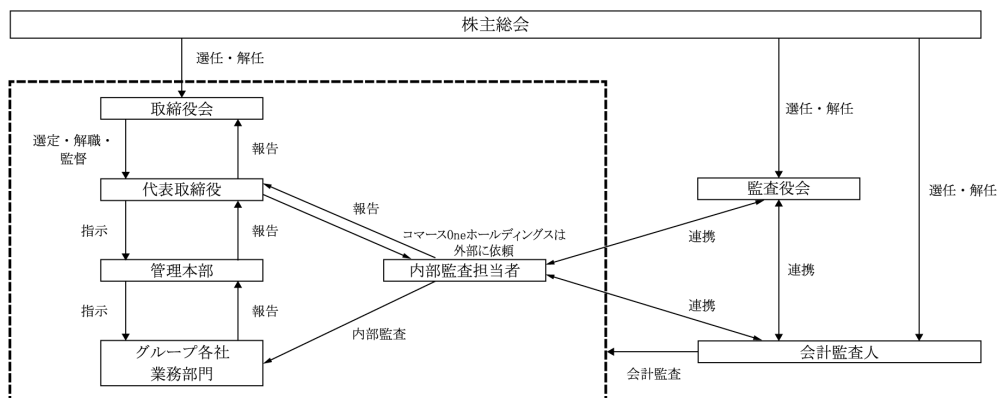 株主総会
選任・解任
取締役会
選任・解任
選定・解職・
監督
報告
代表取締役
監査役会
選任・解任
報告
指示
報告
コマースOneホールディングスは
外部に依頼
連携
管理本部
内部監査担当者
連携
指示
報告
連携
内部監査
グループ各社
業務部門
会計監査人
会計監査